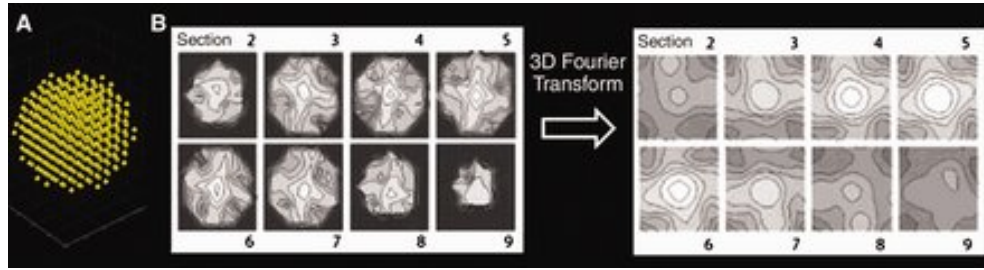 A
B
Section 2 3 4 5
6 7 8 9
3D Fourier
Transform
Section 2 3 4 5
6 7 8 9